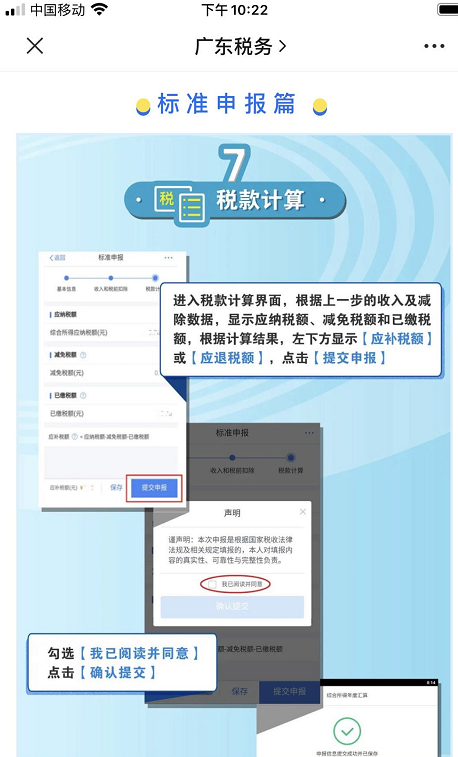 中国移动
下午10:22
广东税务
标准申报篇
7
税
税款计算
返回
标准申报
基本信息
收入和税前扣除
税款计
应纳税额
综合所得应纳税额(元)
减免税额
减免税额(元)
已缴税额
已缴税额(元)
应补税额 = 应纳税额-减免税额-已缴税额
应补税额(元)
保存
提交申报
进入税款计算界面，根据上一步的收入及减
除数据，显示应纳税额、减免税额和已缴税
额，根据计算结果，左下方显示【应补税额】
或【应退税额】，点击【提交申报】
标准申报
收入和税前扣除
税款计算
声明
谨声明：本次申报是根据国家税收法律
法规及相关规定填报的，本人对填报内
容的真实性、可靠性与完整性负责。
我已阅读并同意
确认提交
-减免税额-已缴税额
保存
提交申报
勾选【我已阅读并同意】
点击【确认提交】
8:14
综合所得年度汇算
申报信息提交成功并已保存